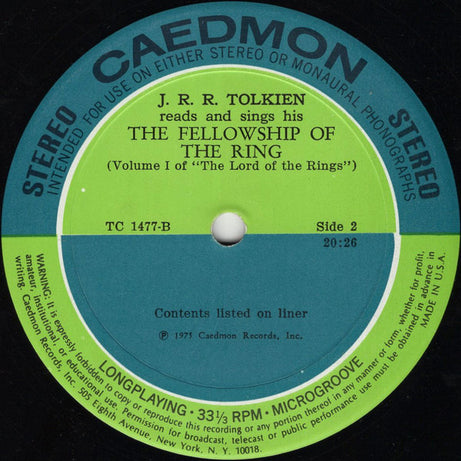 CAEDMON
INTENDED FOR USE ON EITHER STEREO OR MONAURAL PHONOGRAPHS
STEREO
STEREO
J. R. R. TOLKIEN
reads and sings his
THE FELLOWSHIP OF
THE RING
(Volume I of "The Lord of the Rings")
TC 1477-B
Side 2
20:26
Contents listed on liner
℗ 1975 Caedmon Records, Inc.
LONGPLAYING · 33⅓ RPM · MICROGROOVE
WARNING: It is expressly forbidden to copy or reproduce this recording or any portion thereof in any manner or form, whether for profit,
amateur, institutional, or educational use. Permission for broadcast, telecast or public performance use must be obtained in advance in
writing. Caedmon Records, Inc. 505 Eighth Avenue, New York, N. Y. 10018.
MADE IN U.S.A.